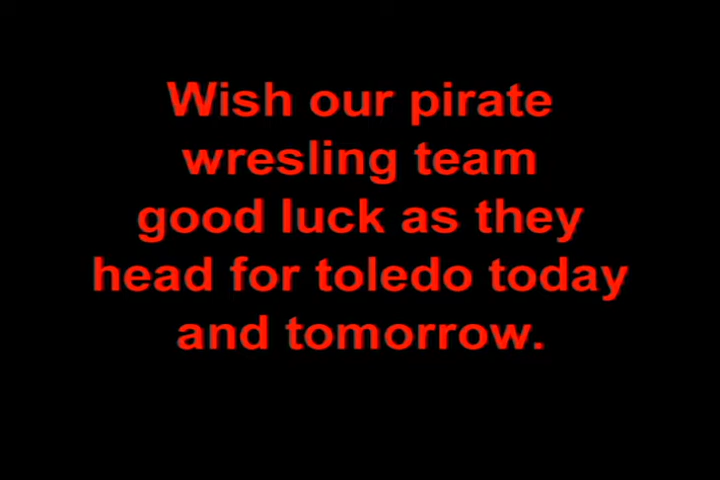 Wish our pirate
wresling team
good luck as they
head for toledo today
and tomorrow.